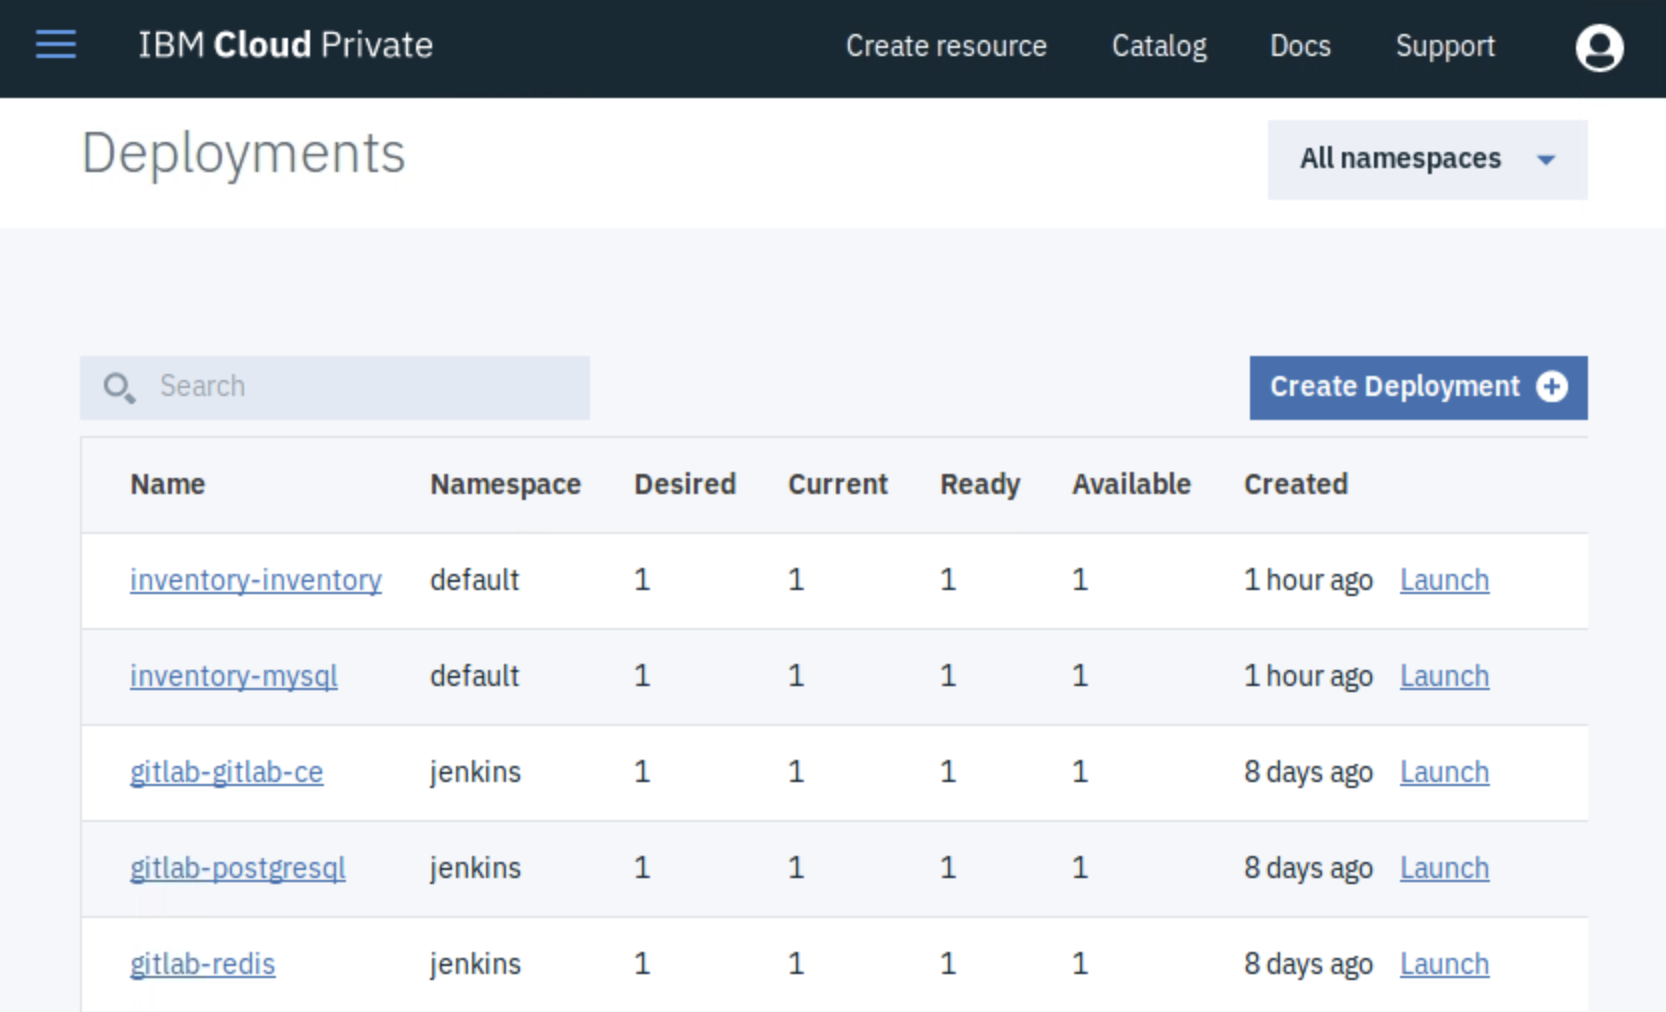 IBM Cloud Private Create resource Catalog Docs Support
Deployments All namespaces
Search Create Deployment
Name Namespace Desired Current Ready Available Created
inventory-inventory default 1 1 1 1 1 hour ago Launch
inventory-mysql default 1 1 1 1 1 hour ago Launch
gitlab-gitlab-ce jenkins 1 1 1 1 8 days ago Launch
gitlab-postgresql jenkins 1 1 1 1 8 days ago Launch
gitlab-redis jenkins 1 1 1 1 8 days ago Launch